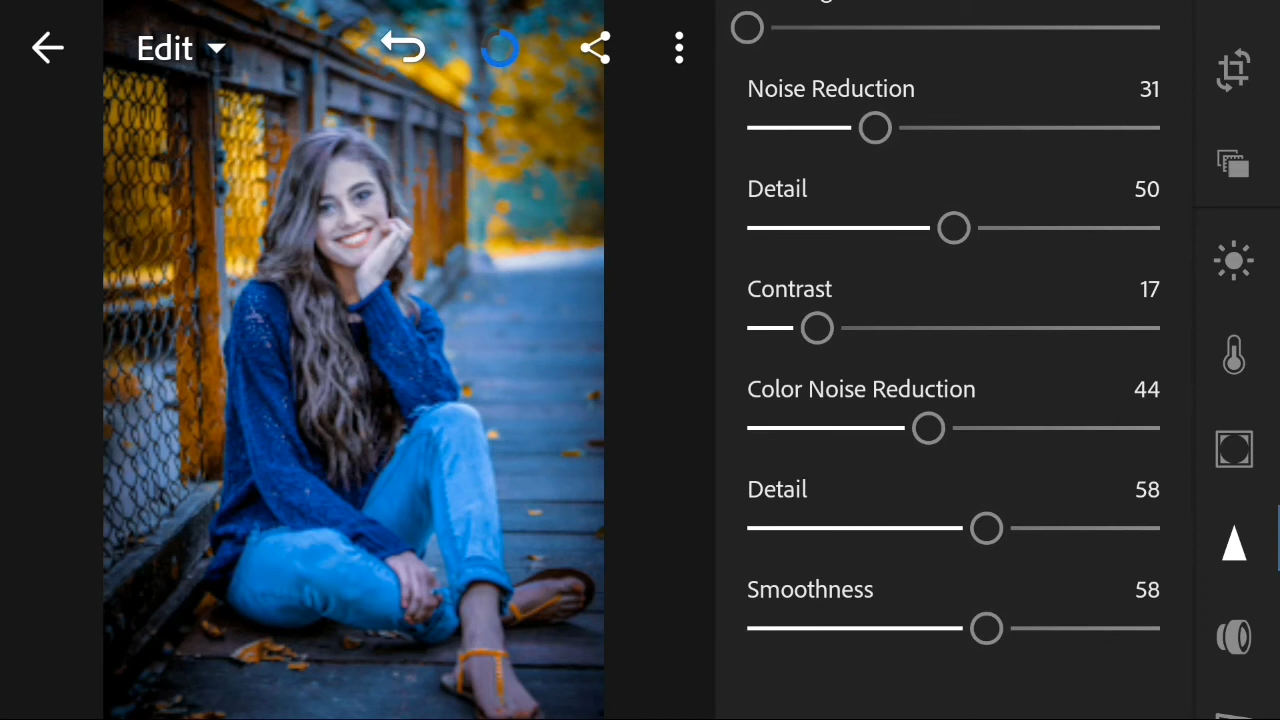 Edit
Noise Reduction 31
Detail 50
Contrast 17
Color Noise Reduction 44
Detail 58
Smoothness 58